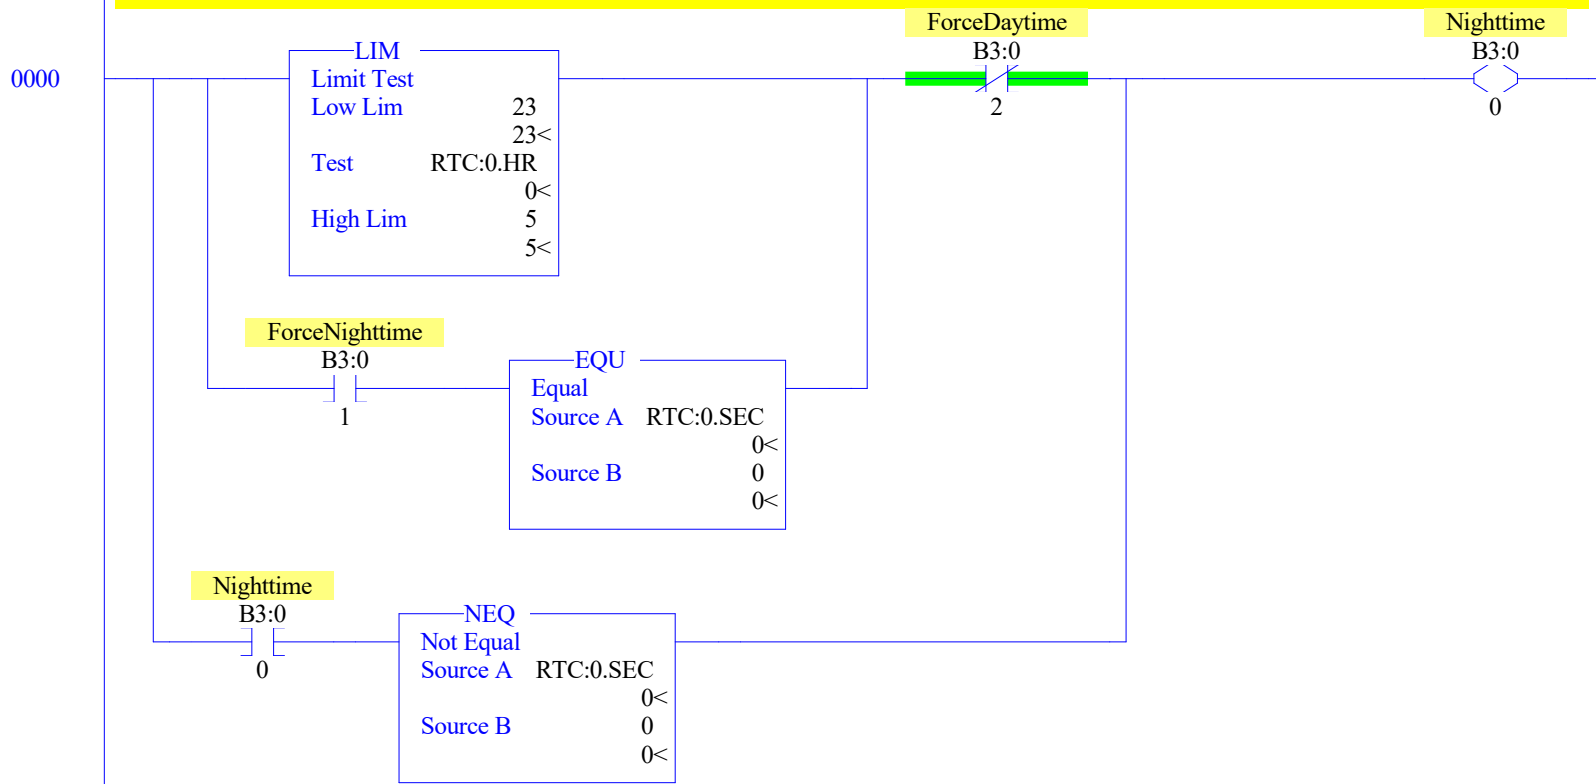 ForceDaytime
Nighttime
LIM
B3:0
B3:0
0000
Limit Test
Low Lim 23
2
0
23<
Test RTC:0.HR
0<
High Lim 5
5<
ForceNighttime
B3:0
EQU
Equal
1
Source A RTC:0.SEC
0<
Source B 0
0<
Nighttime
B3:0
NEQ
Not Equal
0
Source A RTC:0.SEC
0<
Source B 0
0<